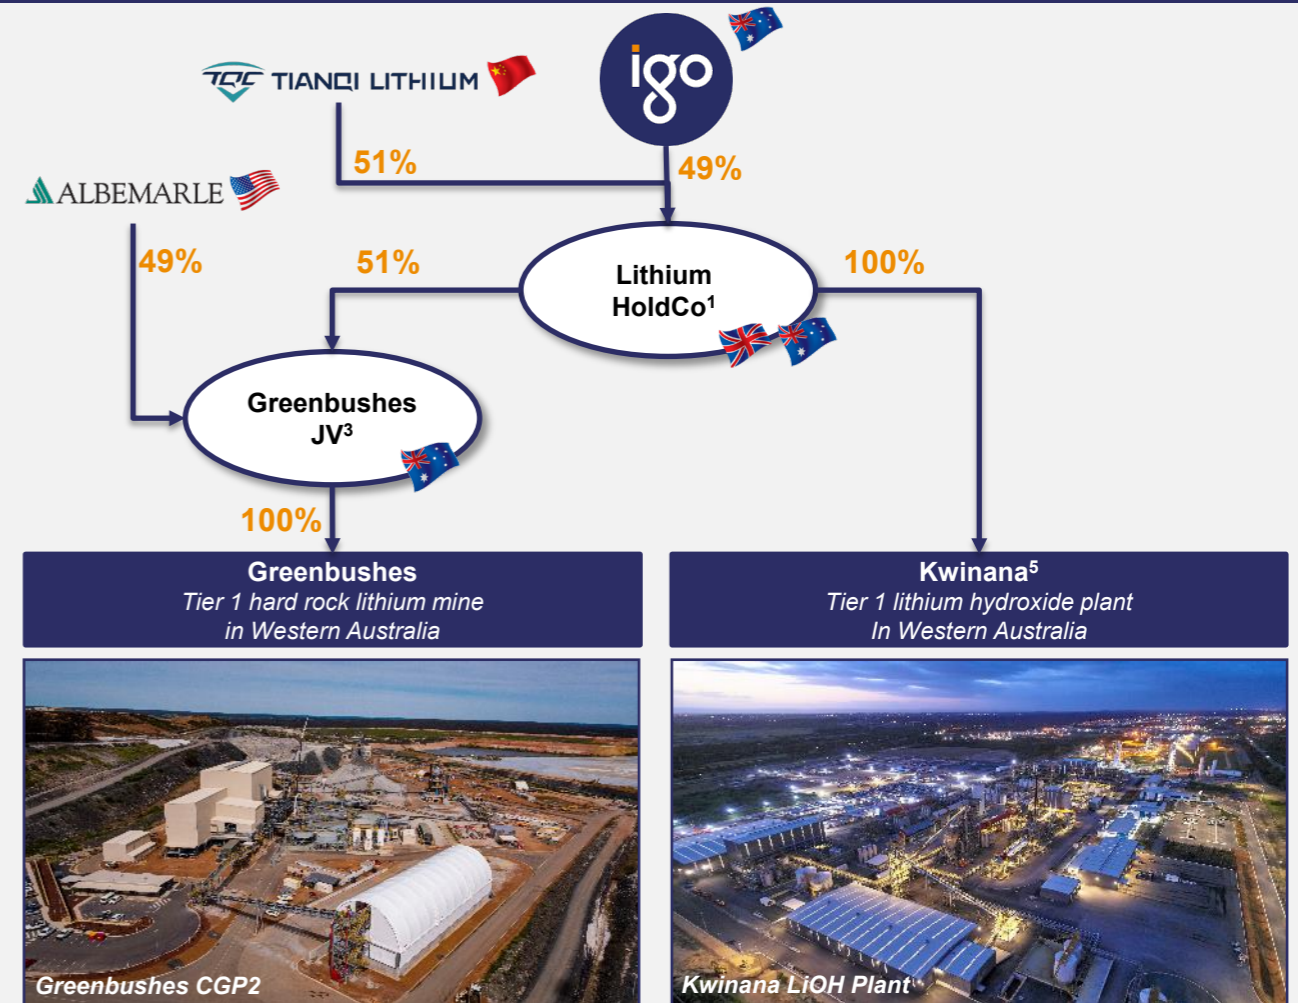 igo
TQC TIANQI LITHIUM
51%
49%
ALBEMARLE
49%
51%
100%
Lithium
HoldCo¹
Greenbushes
JV³
100%
Greenbushes
Tier 1 hard rock lithium mine
in Western Australia
Kwinana⁵
Tier 1 lithium hydroxide plant
In Western Australia
Greenbushes CGP2
Kwinana LiOH Plant